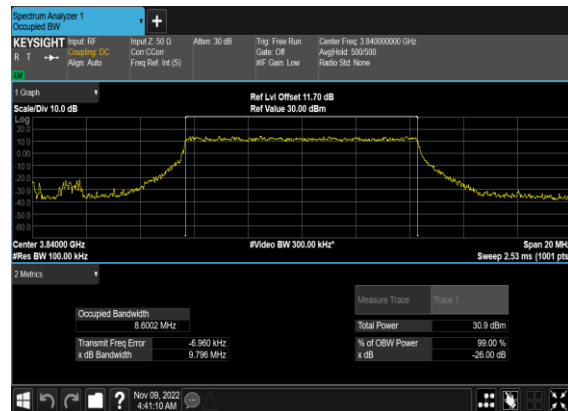 Spectrum Analyzer 1
Occupied BW
KEYSIGHT
R T
LW
Input: RF
Coupling: DC
Align: Auto
Input Z: 50 Ω
Corr CCorr
Freq Ref: Int (S)
Atten: 30 dB
Trig: Free Run
Gate: Off
#IF Gain: Low
Center Freq: 3.840000000 GHz
Avg|Hold: 500/500
Radio Std: None
1 Graph
Scale/Div 10.0 dB
Ref Lvl Offset 11.70 dB
Ref Value 30.00 dBm
Log
20.0
10.0
0.00
-10.0
-20.0
-30.0
-40.0
-50.0
-60.0
Center 3.84000 GHz
#Res BW 100.00 kHz
#Video BW 300.00 kHz*
Span 20 MHz
Sweep 2.53 ms (1001 pts)
2 Metrics
Measure Trace Trace 1
Occupied Bandwidth
8.6002 MHz
Total Power 30.9 dBm
Transmit Freq Error -6.960 kHz
% of OBW Power 99.00 %
x dB Bandwidth 9.796 MHz
x dB -26.00 dB
?
Nov 09, 2022
4:41:10 AM